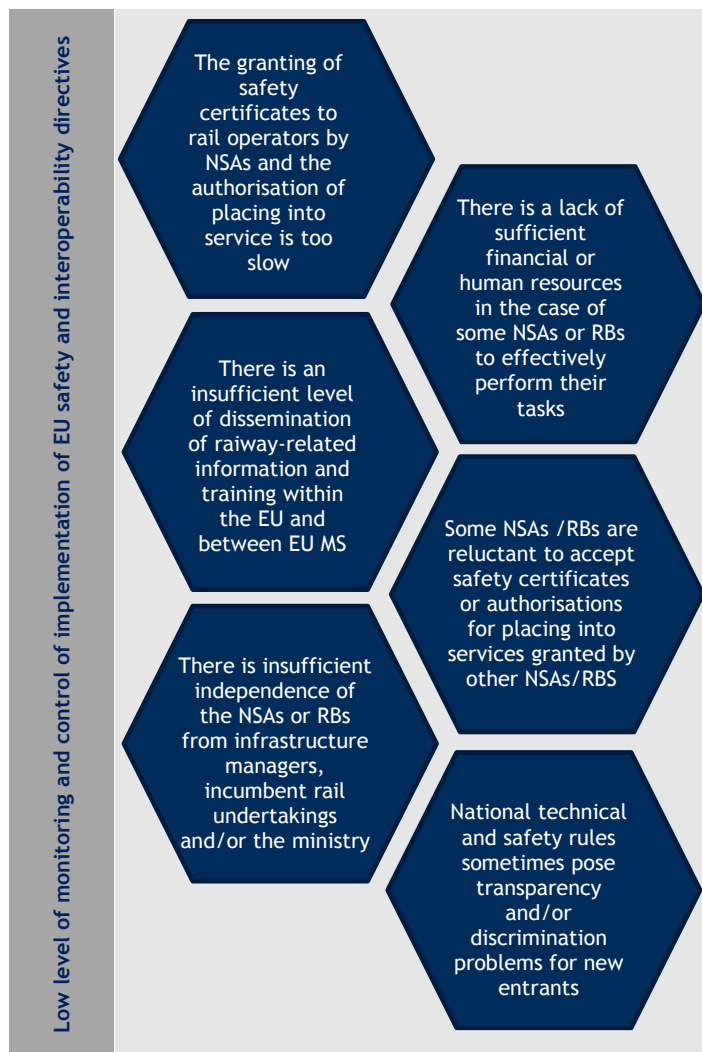 Low level of monitoring and control of implementation of EU safety and interoperability directives
The granting of
safety
certificates to
rail operators by
NSAs and the
authorisation of
placing into
service is too
slow
There is a lack of
sufficient
financial or
human resources
in the case of
some NSAs or RBs
to effectively
perform their
tasks
There is an
insufficient level
of dissemination
of raiway-related
information and
training within
the EU and
between EU MS
Some NSAs /RBs are
reluctant to accept
safety certificates
or authorisations
for placing into
services granted by
other NSAs/RBS
There is insufficient
independence of
the NSAs or RBs
from infrastructure
managers,
incumbent rail
undertakings
and/or the ministry
National technical
and safety rules
sometimes pose
transparency
and/or
discrimination
problems for new
entrants